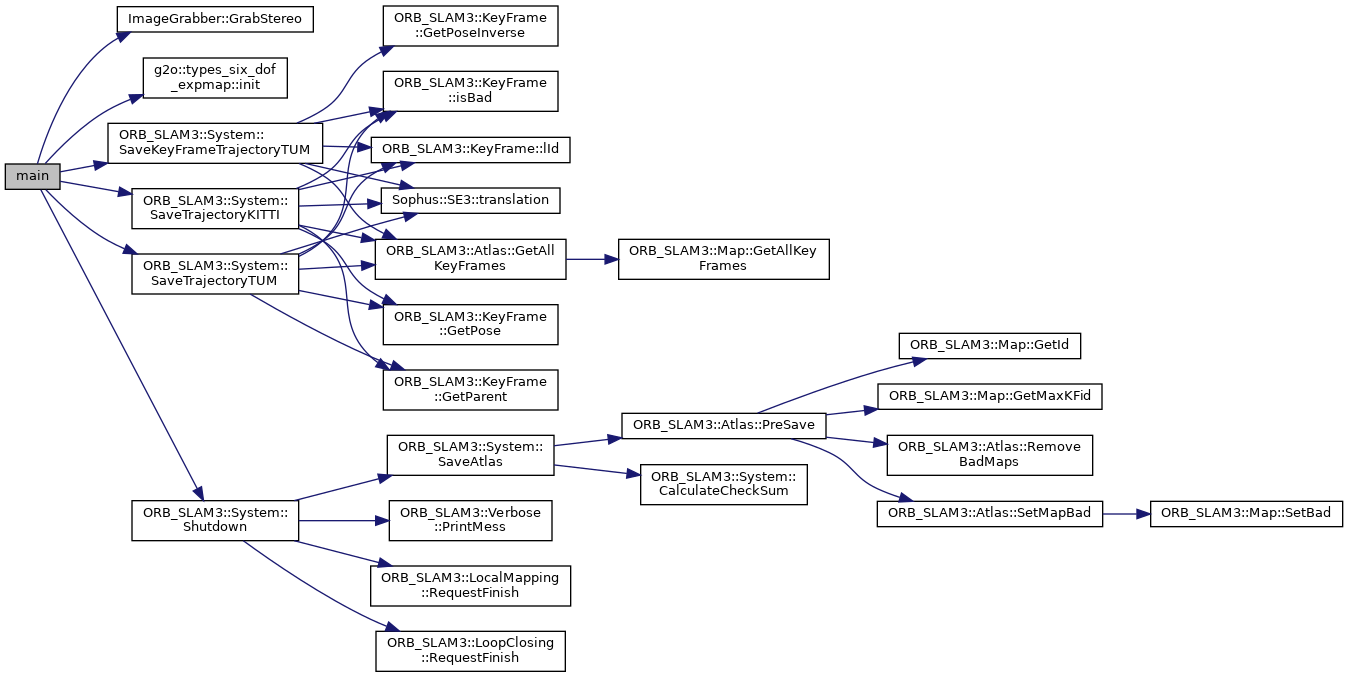 main
ImageGrabber::GrabStereo
g2o::types_six_dof
_expmap::init
ORB_SLAM3::System::
SaveKeyFrameTrajectoryTUM
ORB_SLAM3::System::
SaveTrajectoryKITTI
ORB_SLAM3::System::
SaveTrajectoryTUM
ORB_SLAM3::System::
Shutdown
ORB_SLAM3::KeyFrame
::GetPoseInverse
ORB_SLAM3::KeyFrame
::isBad
ORB_SLAM3::KeyFrame::lId
Sophus::SE3::translation
ORB_SLAM3::Atlas::GetAll
KeyFrames
ORB_SLAM3::KeyFrame
::GetPose
ORB_SLAM3::KeyFrame
::GetParent
ORB_SLAM3::System::
SaveAtlas
ORB_SLAM3::Verbose
::PrintMess
ORB_SLAM3::LocalMapping
::RequestFinish
ORB_SLAM3::LoopClosing
::RequestFinish
ORB_SLAM3::Map::GetAllKey
Frames
ORB_SLAM3::Atlas::PreSave
ORB_SLAM3::System::
CalculateCheckSum
ORB_SLAM3::Map::GetId
ORB_SLAM3::Map::GetMaxKFid
ORB_SLAM3::Atlas::Remove
BadMaps
ORB_SLAM3::Atlas::SetMapBad
ORB_SLAM3::Map::SetBad